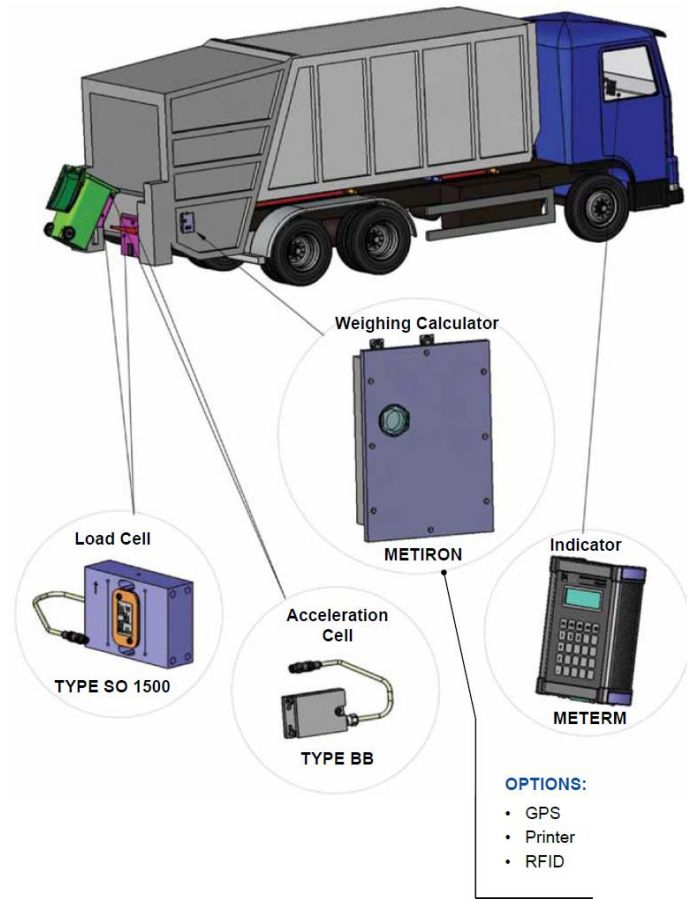 Weighing Calculator
METIRON
Load Cell
TYPE SO 1500
Acceleration
Cell
TYPE BB
Indicator
METERM
OPTIONS:
• GPS
• Printer
• RFID